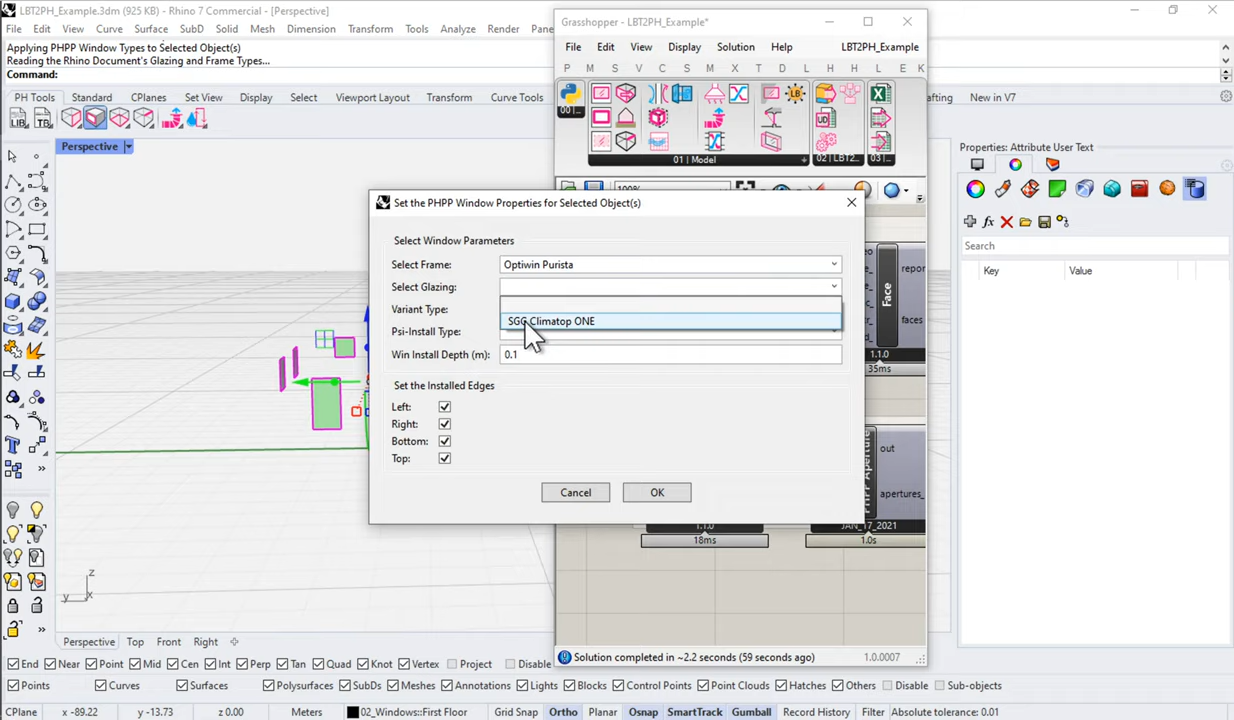 LBT2PH_Example.3dm (925 KB) - Rhino 7 Commercial - [Perspective]
File Edit View Curve Surface SubD Solid Mesh Dimension Transform Tools Analyze Render Pane
Applying PHPP Window Types to Selected Object(s)
Reading the Rhino Document's Glazing and Frame Types...
Command:
PH Tools Standard CPlanes Set View Display Select Viewport Layout Transform Curve Tools
LIB TB
Perspective
Grasshopper - LBT2PH_Example*
File Edit View Display Solution Help LBT2PH_Example
P M S V C S M X T D L E K
00 |
01 | Model
02 | LBT2...
03 |...
100%
afting New in V7
Properties: Attribute User Text
Search
Key Value
Set the PHPP Window Properties for Selected Object(s)
Select Window Parameters
Select Frame: Optiwin Purista
Select Glazing:
SGG Climatop ONE
Variant Type:
Psi-Install Type:
Win Install Depth (m): 0.1
Set the Installed Edges
Left:
Right:
Bottom:
Top:
Cancel OK
Face
repor
faces
1.1.0
35ms
PHPP Aperture
out
apertures_
1.1.0
18ms
JAN_17_2021
1.0s
Solution completed in ~2.2 seconds (59 seconds ago) 1.0.0007
z
y x
Perspective Top Front Right
End Near Point Mid Cen Int Perp Tan Quad Knot Vertex Project Disable
Points Curves Surfaces Polysurfaces SubDs Meshes Annotations Lights Blocks Control Points Point Clouds Hatches Others Disable Sub-objects
CPlane x -89.22 y -13.73 z 0.00 Meters 02_Windows::First Floor Grid Snap Ortho Planar Osnap SmartTrack Gumball Record History Filter Absolute tolerance: 0.01